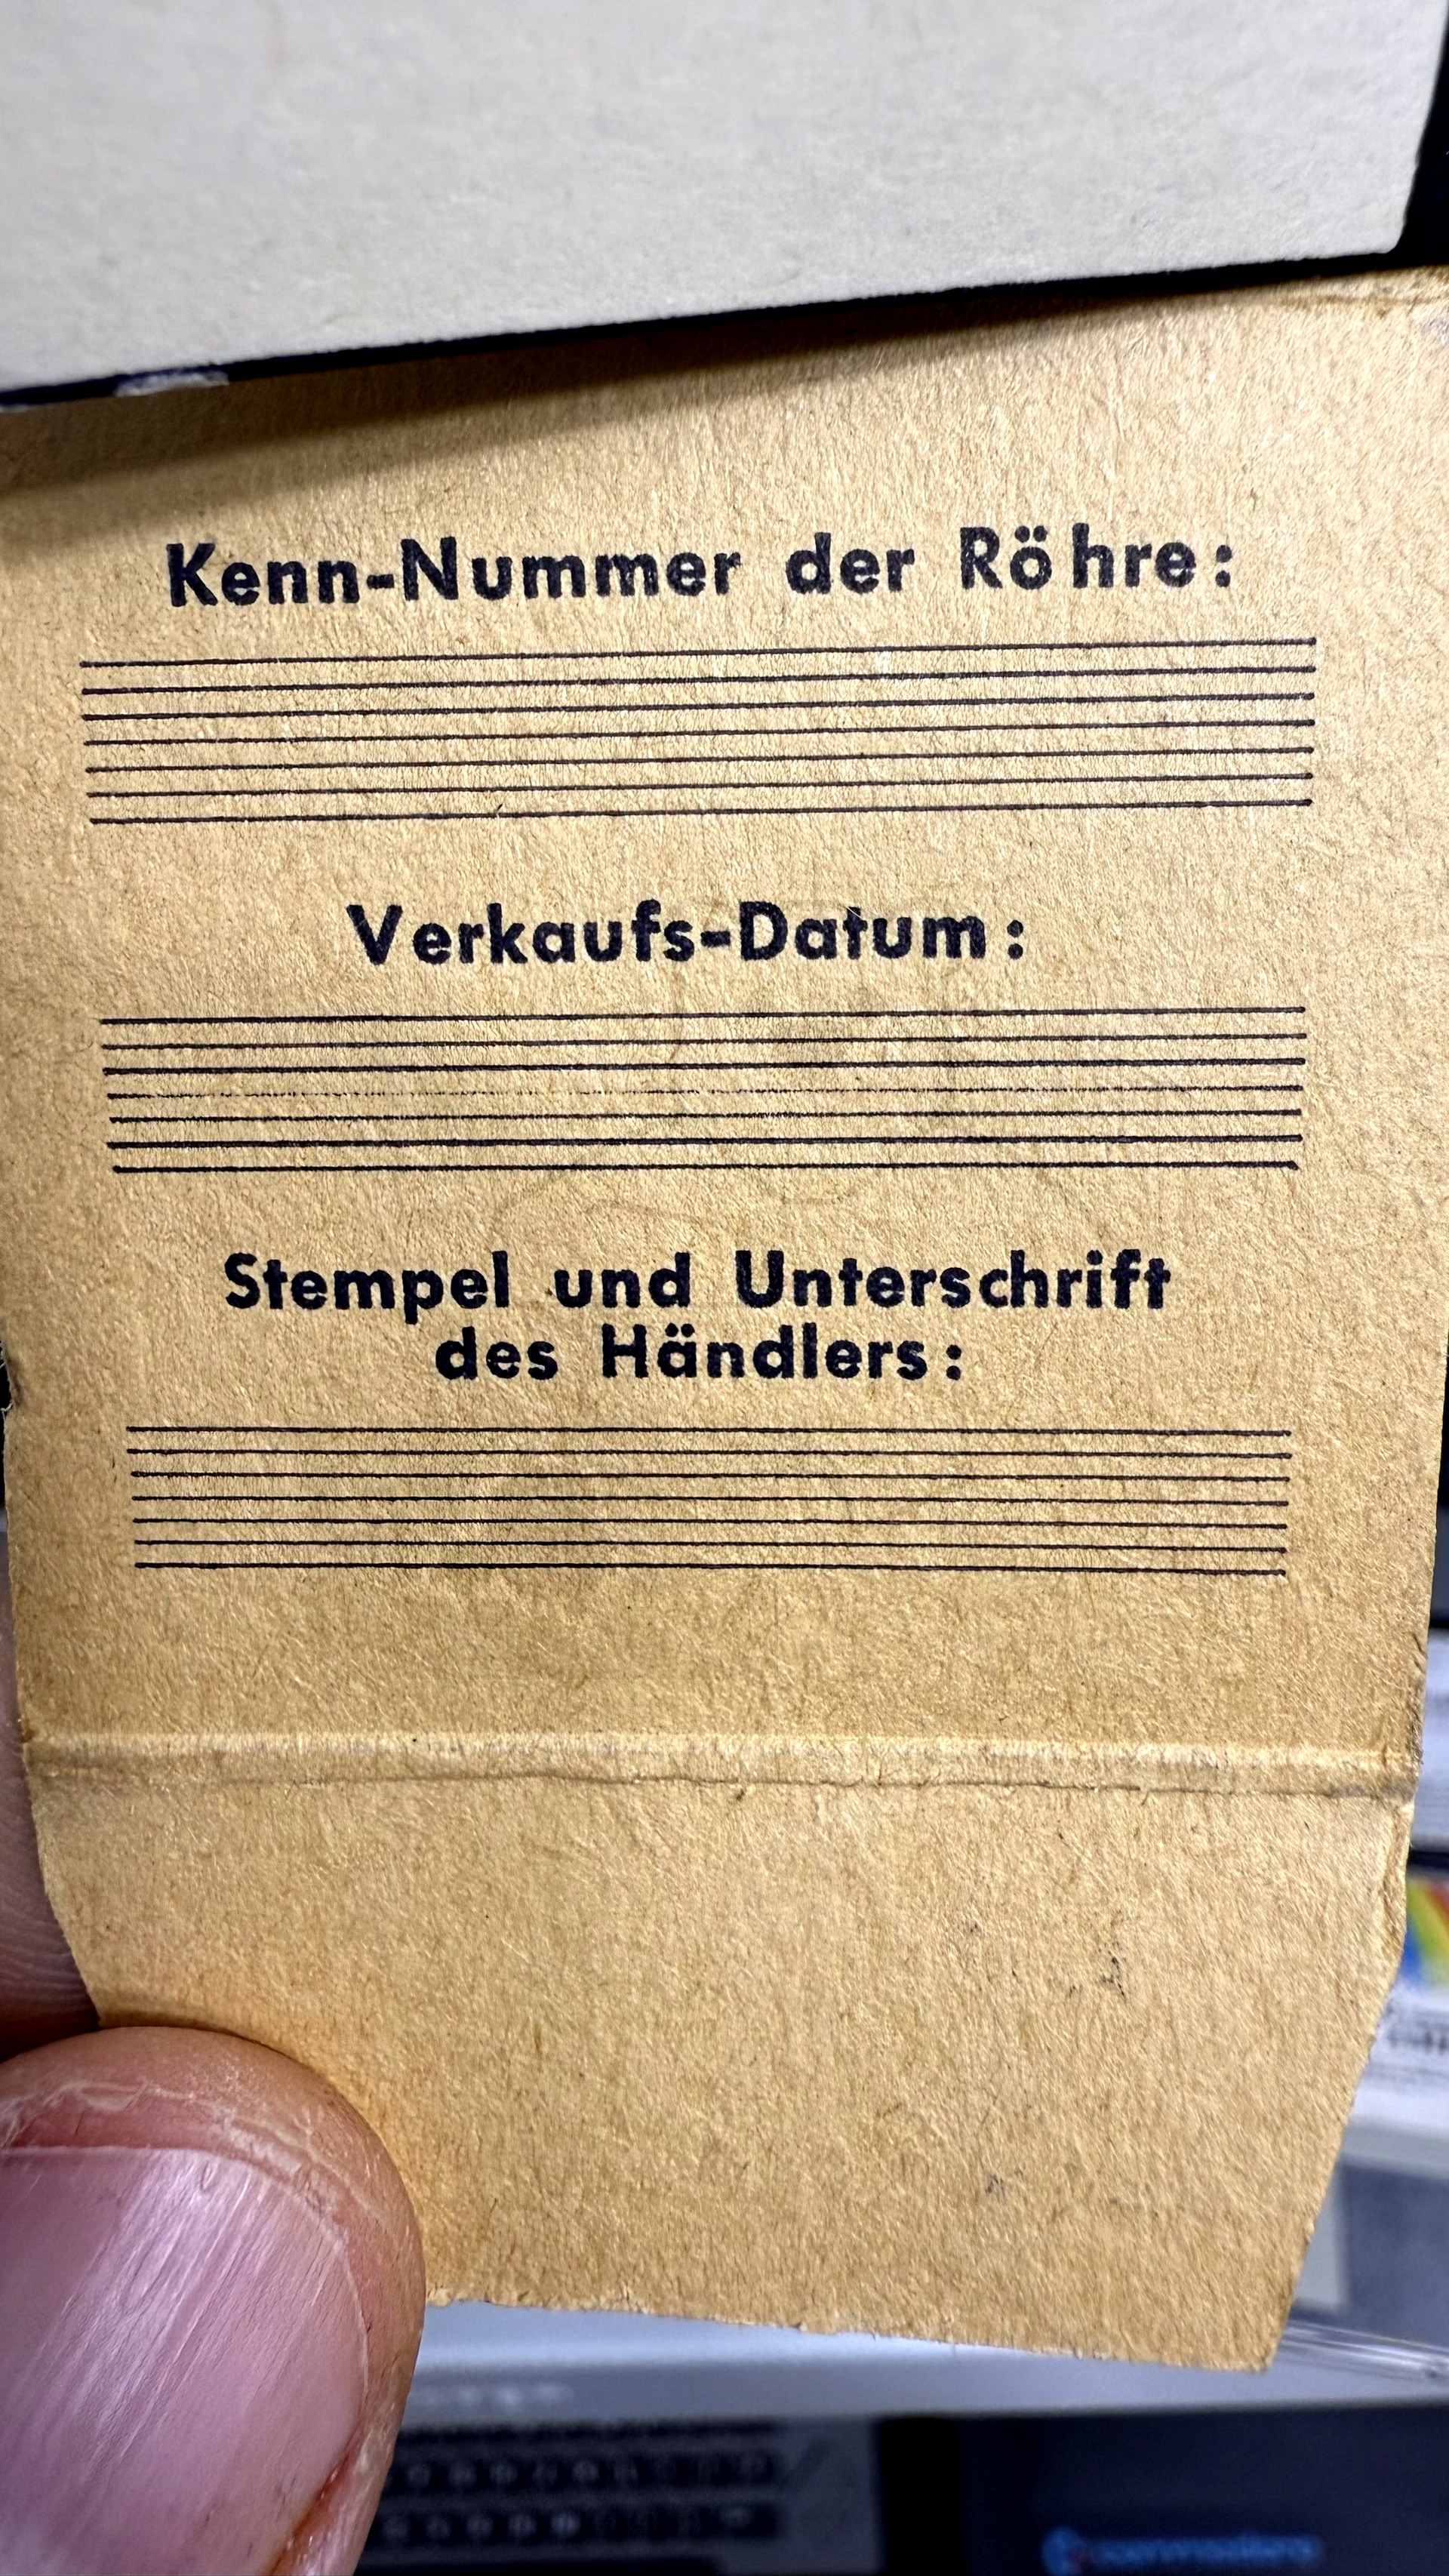 Kenn-Nummer der Röhre:
Verkaufs-Datum:
Stempel und Unterschrift
des Händlers: